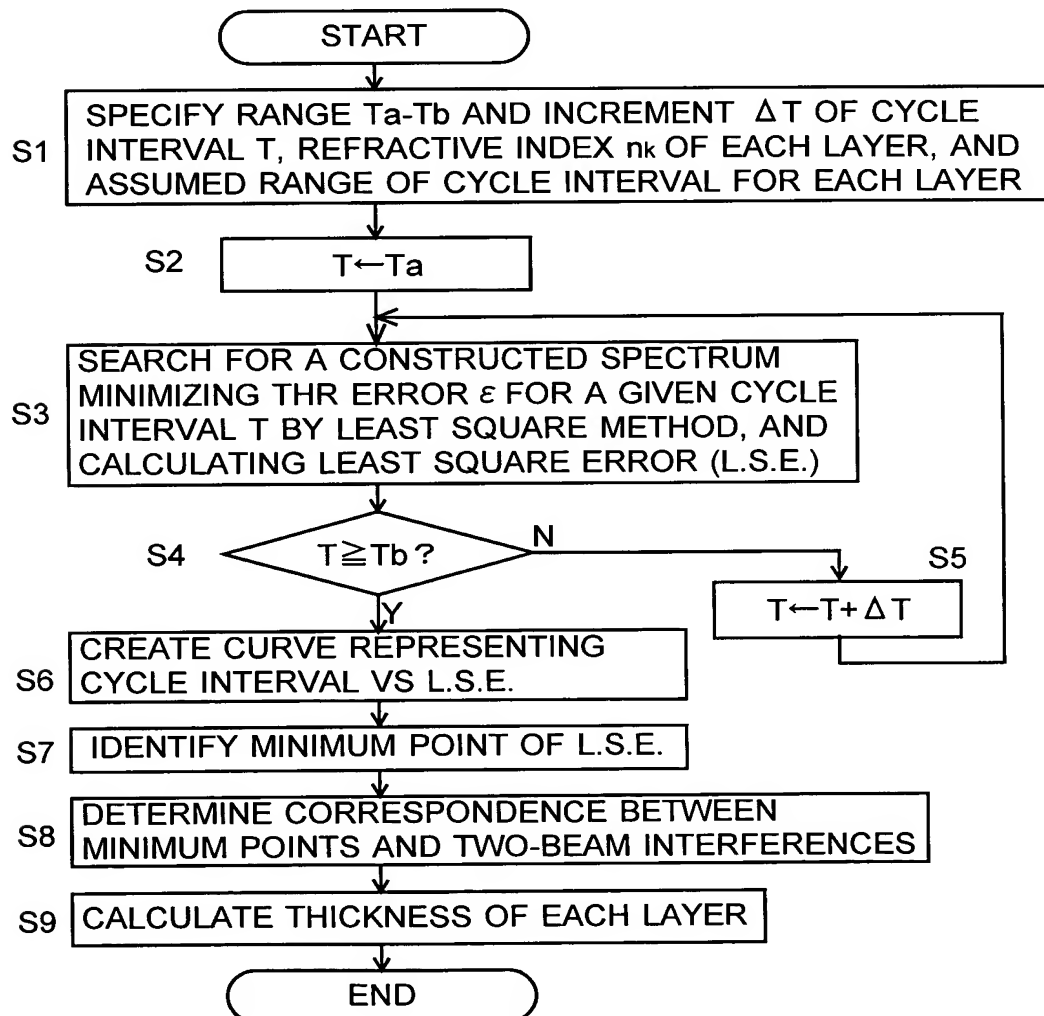 START
S1
SPECIFY RANGE Ta-Tb AND INCREMENT ΔT OF CYCLE
INTERVAL T, REFRACTIVE INDEX nk OF EACH LAYER, AND
ASSUMED RANGE OF CYCLE INTERVAL FOR EACH LAYER
S2
T←Ta
S3
SEARCH FOR A CONSTRUCTED SPECTRUM
MINIMIZING THR ERROR ε FOR A GIVEN CYCLE
INTERVAL T BY LEAST SQUARE METHOD, AND
CALCULATING LEAST SQUARE ERROR (L.S.E.)
S4
T≧Tb?
N
Y
S5
T←T+ΔT
S6
CREATE CURVE REPRESENTING
CYCLE INTERVAL VS L.S.E.
S7
IDENTIFY MINIMUM POINT OF L.S.E.
S8
DETERMINE CORRESPONDENCE BETWEEN
MINIMUM POINTS AND TWO-BEAM INTERFERENCES
S9
CALCULATE THICKNESS OF EACH LAYER
END